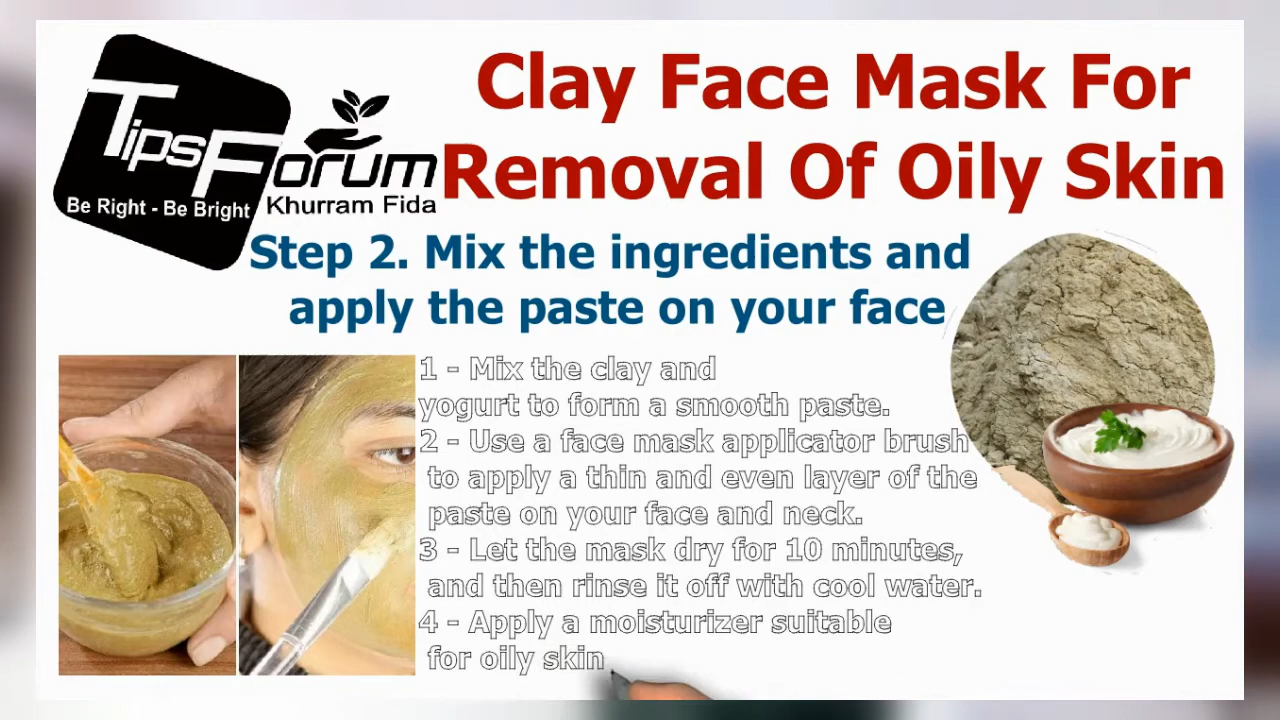 Tips Forum
Be Right - Be Bright
Khurram Fida
Clay Face Mask For
Removal Of Oily Skin
Step 2. Mix the ingredients and
apply the paste on your face
1 - Mix the clay and
yogurt to form a smooth paste.
2 - Use a face mask applicator brush
to apply a thin and even layer of the
paste on your face and neck.
3 - Let the mask dry for 10 minutes,
and then rinse it off with cool water.
4 - Apply a moisturizer suitable
for oily skin